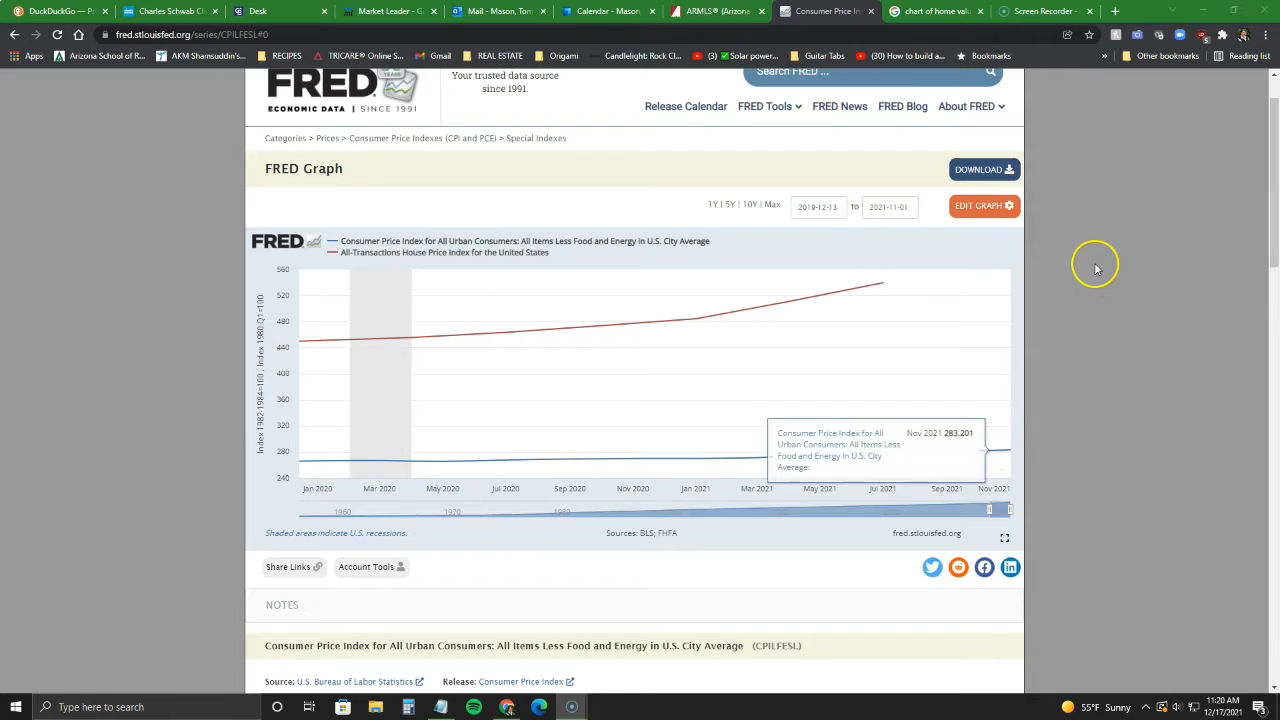 DuckDuckGo —
Charles Schwab Cl
Desk
Market-G
Mail - Mason
Calendar - Mason
ARMLS® (Arizona
Consumer Price In
chart of home val
Screen Recorder -
fred.stlouisfed.org/series/CPILFESL#0
Apps
Arizona School of R...
AKM Shamsuddin's...
RECIPES
TRICARE® Online S...
Gmail
REAL ESTATE
Origami
Candlelight: Rock Cl...
(3) ✅ Solar power...
Guitar Tabs
(30) How to build a...
Bookmarks
»
Other bookmarks
Reading list
FRED
YEARS
ECONOMIC DATA | SINCE 1991
Your trusted data source
since 1991.
Search FRED ...
Release Calendar FRED Tools FRED News FRED Blog About FRED
Categories > Prices > Consumer Price Indexes (CPI and PCE) > Special Indexes
FRED Graph
DOWNLOAD
1Y | 5Y | 10Y | Max 2019-12-13 to 2021-11-01
EDIT GRAPH
FRED
Consumer Price Index for All Urban Consumers: All Items Less Food and Energy in U.S. City Average
All-Transactions House Price Index for the United States
Index 1982-1984=100 , Index 1980:Q1=100
560
520
480
440
400
360
320
280
240
Consumer Price Index for All Nov 2021 283.201
Urban Consumers: All Items Less
Food and Energy in U.S. City
Average:
Jan 2020 Mar 2020 May 2020 Jul 2020 Sep 2020 Nov 2020 Jan 2021 Mar 2021 May 2021 Jul 2021 Sep 2021 Nov 2021
1960 1970 1980
Shaded areas indicate U.S. recessions.
Sources: BLS; FHFA
fred.stlouisfed.org
Share Links
Account Tools
NOTES
Consumer Price Index for All Urban Consumers: All Items Less Food and Energy in U.S. City Average (CPILFESL)
Source: U.S. Bureau of Labor Statistics Release: Consumer Price Index
Type here to search
55°F Sunny
11:20 AM
12/17/2021